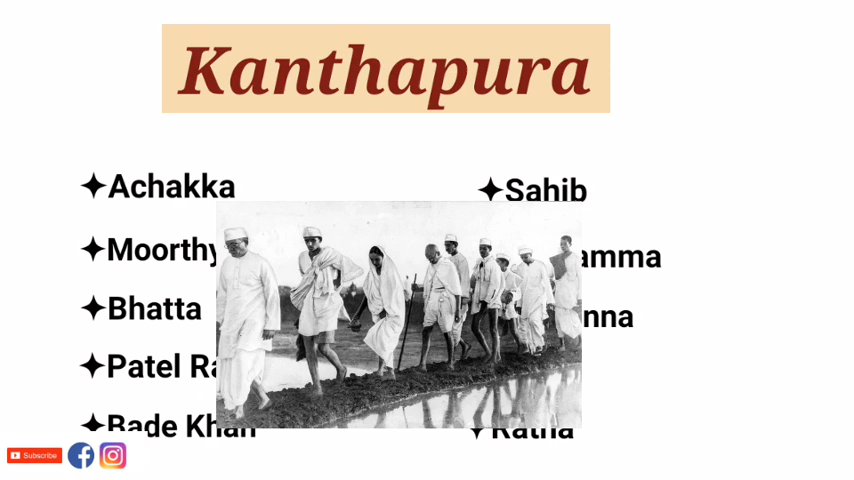 Kanthapura
✦Achakka
✦Sahib
✦Moorthy
amma
✦Bhatta
nna
✦Patel Ra
✦Bade Khan
✦Ratna
Subscribe